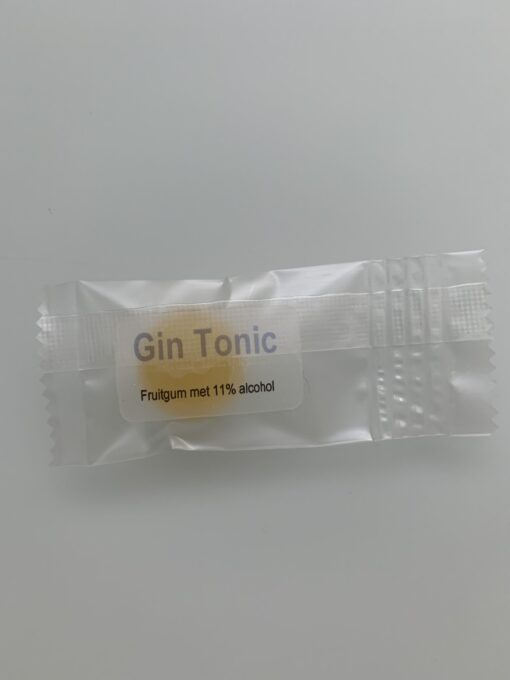 Gin Tonic
Fruitgum met 11% alcohol